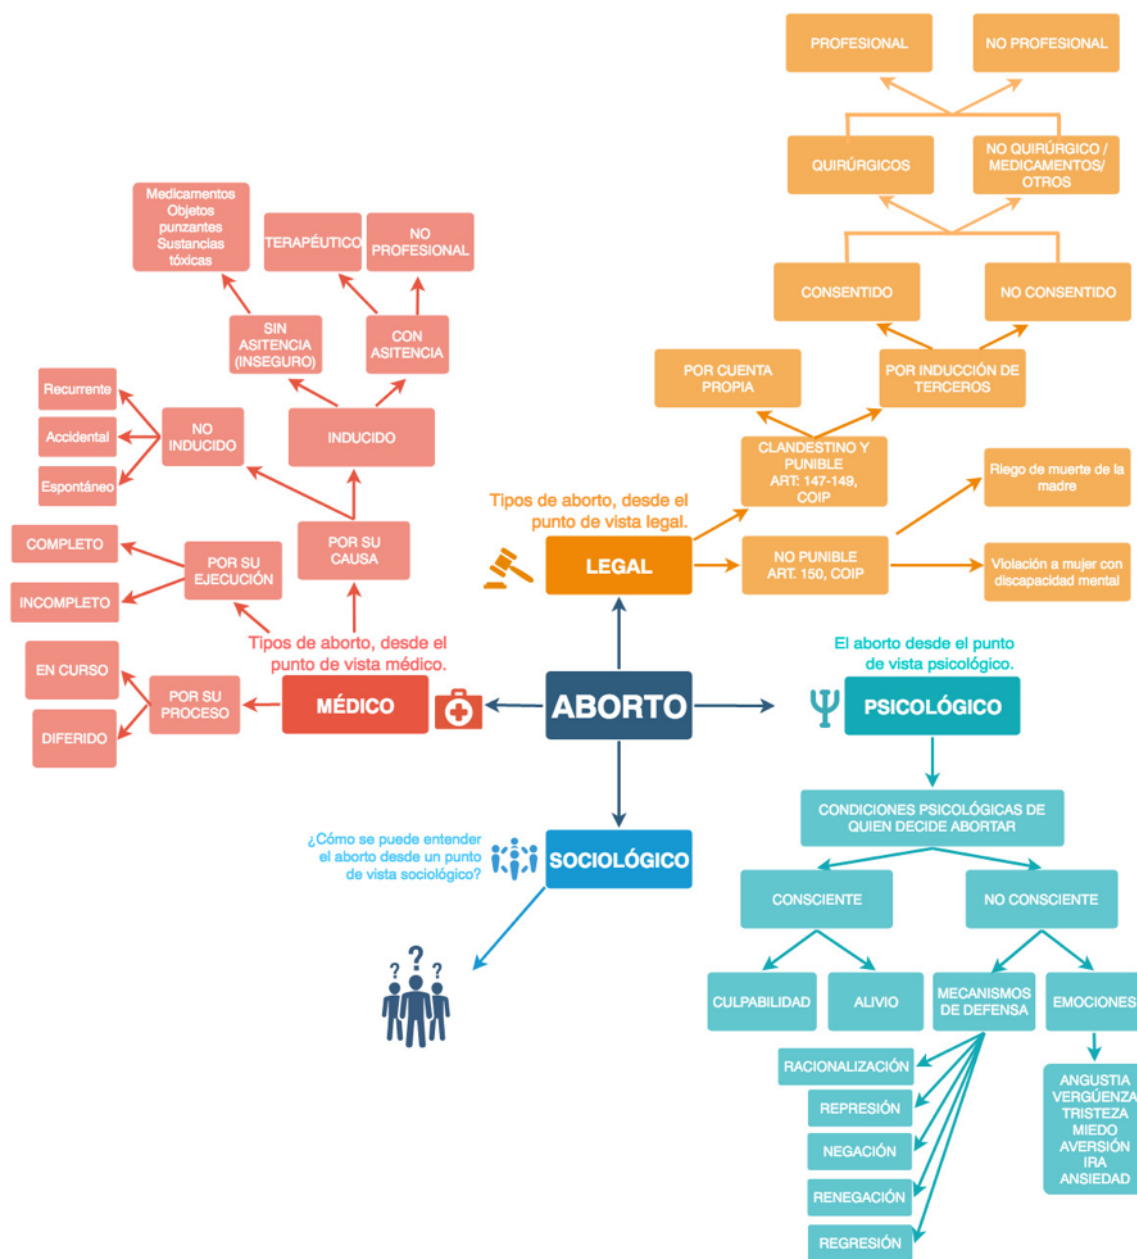 PROFESIONAL
NO PROFESIONAL
QUIRÚRGICOS
NO QUIRÚRGICO /
MEDICAMENTOS/
OTROS
CONSENTIDO
NO CONSENTIDO
POR CUENTA
PROPIA
POR INDUCCIÓN DE
TERCEROS
CLANDESTINO Y
PUNIBLE
ART: 147-149,
COIP
Riego de muerte de la
madre
Tipos de aborto, desde el
punto de vista legal.
LEGAL
NO PUNIBLE
ART. 150, COIP
Violación a mujer con
discapacidad mental
Medicamentos
Objetos
punzantes
Sustancias
tóxicas
TERAPÉUTICO
NO
PROFESIONAL
SIN
ASITENCIA
(INSEGURO)
CON
ASITENCIA
Recurrente
Accidental
Espontáneo
NO
INDUCIDO
INDUCIDO
COMPLETO
INCOMPLETO
POR SU
EJECUCIÓN
POR SU
CAUSA
Tipos de aborto, desde el
punto de vista médico.
EN CURSO
DIFERIDO
POR SU
PROCESO
MÉDICO
ABORTO
El aborto desde el punto
de vista psicológico.
Ψ
PSICOLÓGICO
CONDICIONES PSICOLÓGICAS DE
QUIEN DECIDE ABORTAR
¿Cómo se puede entender
el aborto desde un punto
de vista sociológico?
SOCIOLÓGICO
? ? ?
CONSCIENTE
NO CONSCIENTE
CULPABILIDAD
ALIVIO
MECANISMOS
DE DEFENSA
EMOCIONES
RACIONALIZACIÓN
REPRESIÓN
NEGACIÓN
RENEGACIÓN
REGRESIÓN
ANGUSTIA
VERGÚENZA
TRISTEZA
MIEDO
AVERSIÓN
IRA
ANSIEDAD